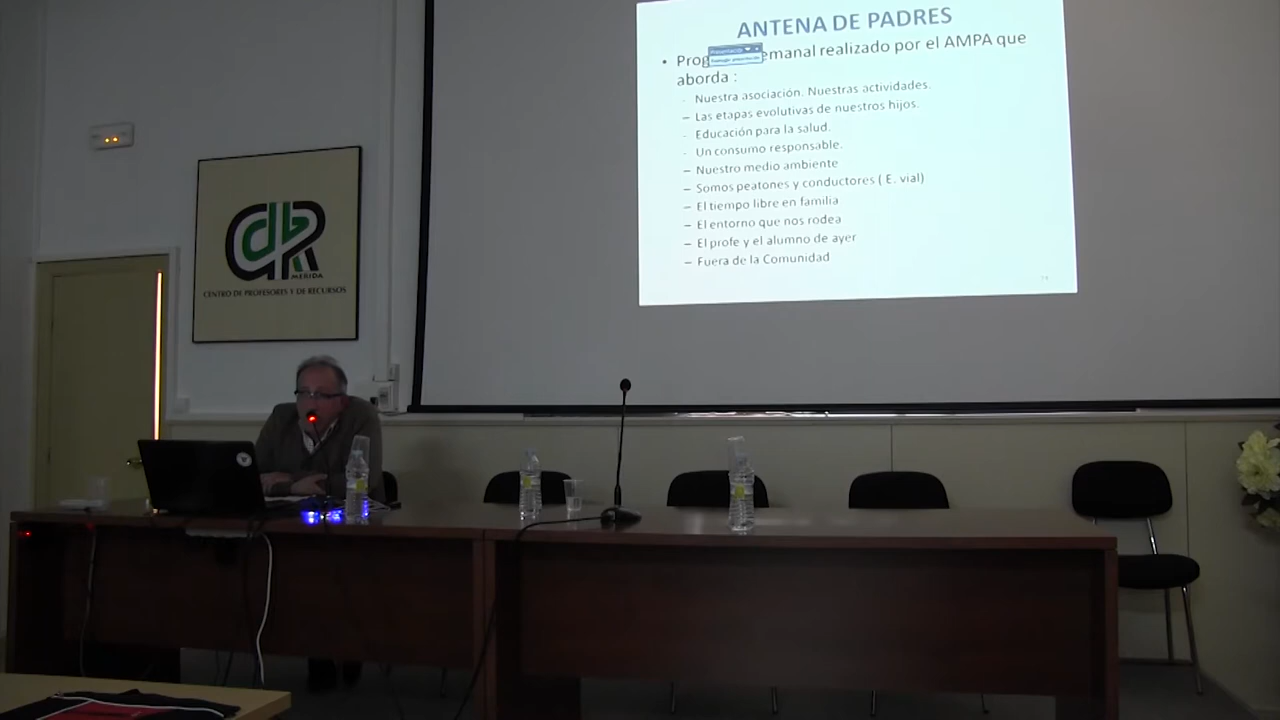 ANTENA DE PADRES
• Prog emanal realizado por el AMPA que
aborda :
- Nuestra asociación. Nuestras actividades.
– Las etapas evolutivas de nuestros hijos.
- Educación para la salud.
- Un consumo responsable.
– Nuestro medio ambiente
– Somos peatones y conductores ( E. vial)
– El tiempo libre en familia
– El entorno que nos rodea
– El profe y el alumno de ayer
– Fuera de la Comunidad
MERIDA
CENTRO DE PROFESORES Y DE RECURSOS